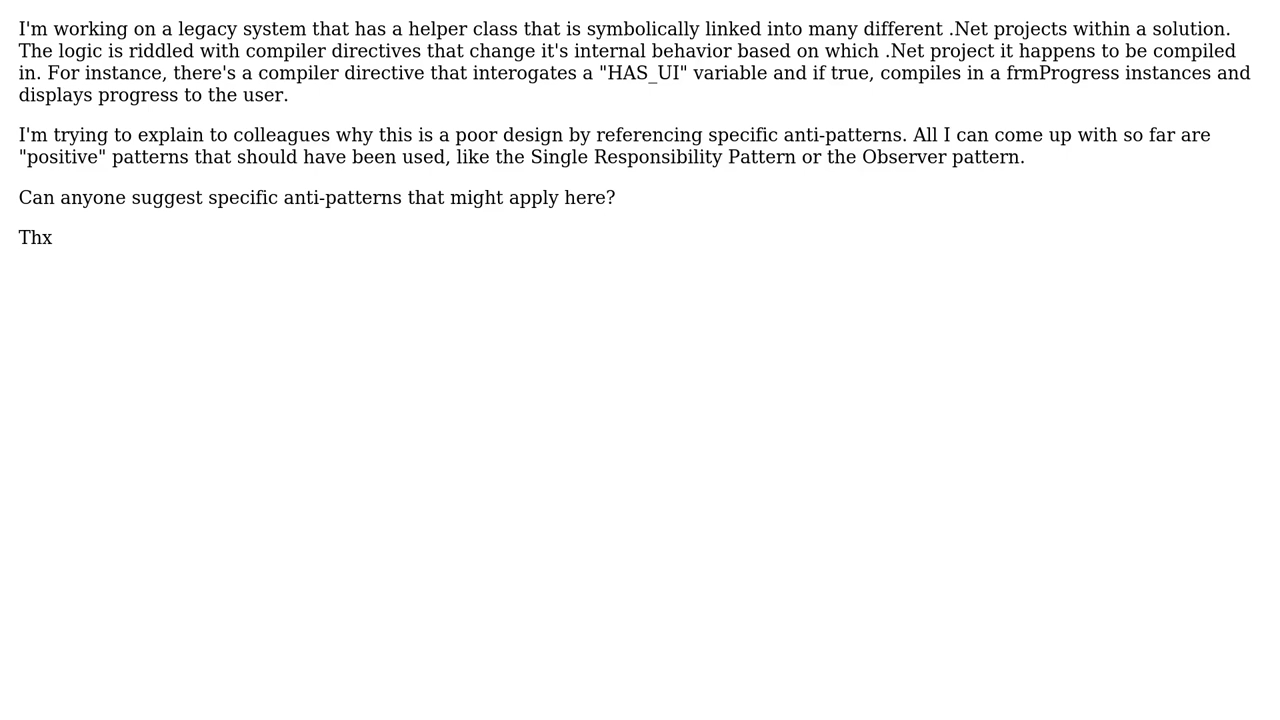 I'm working on a legacy system that has a helper class that is symbolically linked into many different .Net projects within a solution.
The logic is riddled with compiler directives that change it's internal behavior based on which .Net project it happens to be compiled
in. For instance, there's a compiler directive that interogates a "HAS_UI" variable and if true, compiles in a frmProgress instances and
displays progress to the user.
I'm trying to explain to colleagues why this is a poor design by referencing specific anti-patterns. All I can come up with so far are
"positive" patterns that should have been used, like the Single Responsibility Pattern or the Observer pattern.
Can anyone suggest specific anti-patterns that might apply here?
Thx